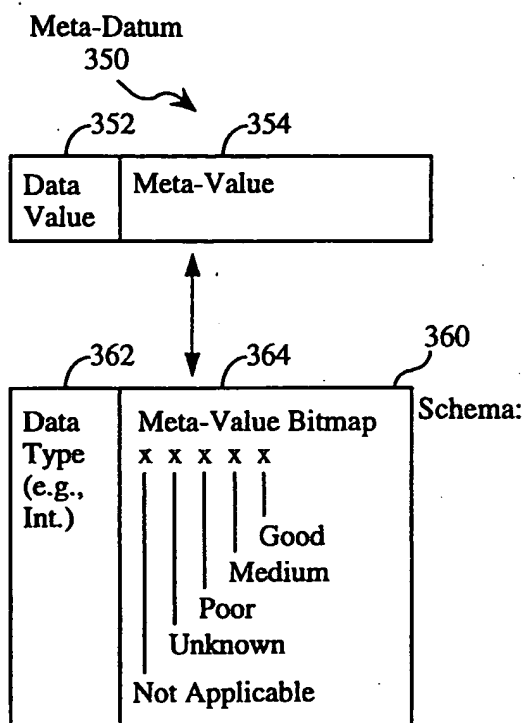 Meta-Datum
350
352
354
Data
Value
Meta-Value
362
364
360
Schema:
Data
Type
(e.g.,
Int.)
Meta-Value Bitmap
x x x x x
Good
Medium
Poor
Unknown
Not Applicable